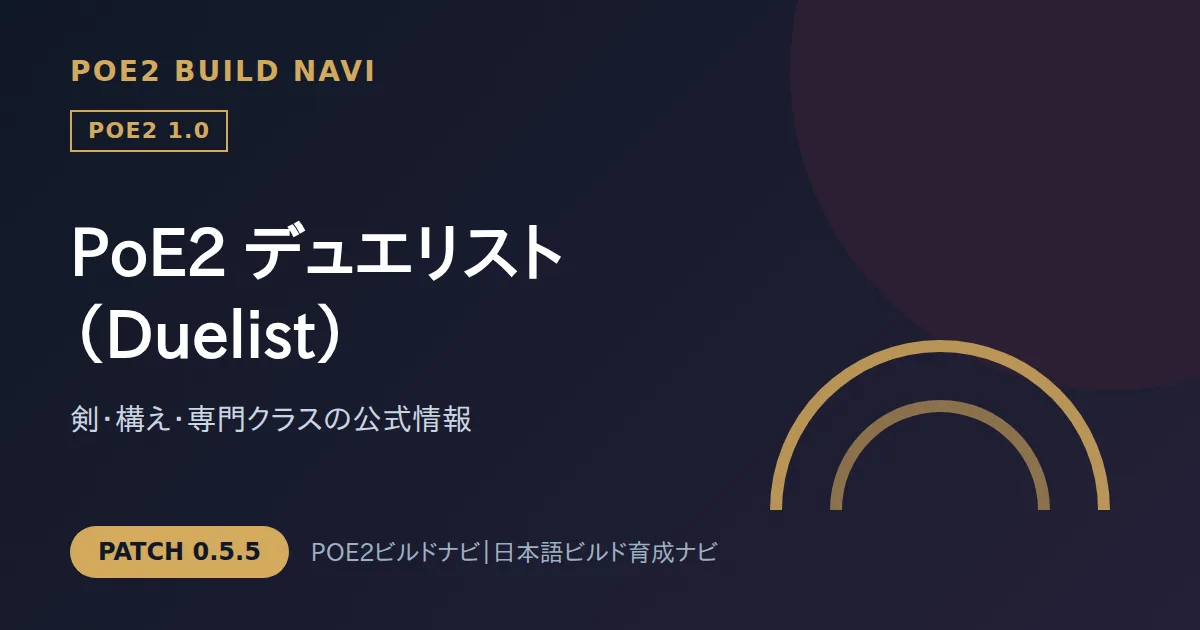 POE2 BUILD NAVI
POE2 1.0
PoE2 デュエリスト
（Duelist）
剣・構え・専門クラスの公式情報
PATCH 0.5.5
POE2ビルドナビ|日本語ビルド育成ナビ